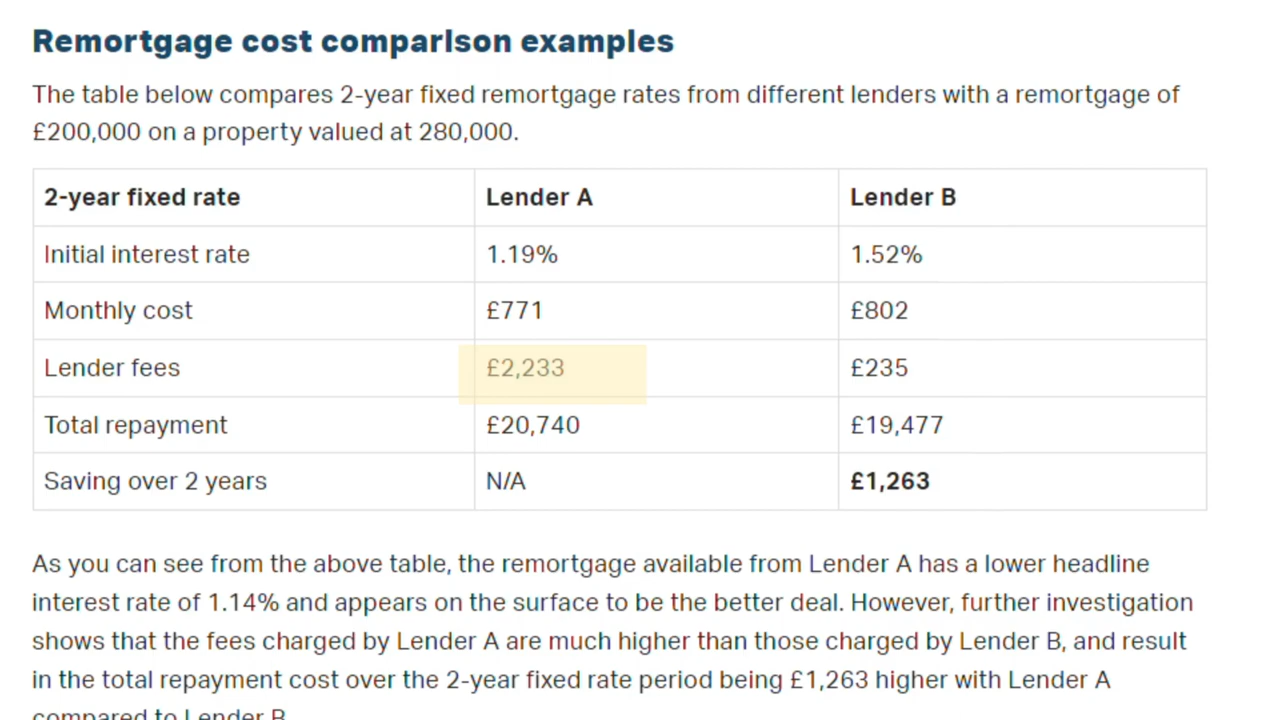 Remortgage cost comparison examples
The table below compares 2-year fixed remortgage rates from different lenders with a remortgage of
£200,000 on a property valued at 280,000.
2-year fixed rate Lender A Lender B
Initial interest rate 1.19% 1.52%
Monthly cost £771 £802
Lender fees £2,233 £235
Total repayment £20,740 £19,477
Saving over 2 years N/A £1,263
As you can see from the above table, the remortgage available from Lender A has a lower headline
interest rate of 1.14% and appears on the surface to be the better deal. However, further investigation
shows that the fees charged by Lender A are much higher than those charged by Lender B, and result
in the total repayment cost over the 2-year fixed rate period being £1,263 higher with Lender A
compared to Lender B